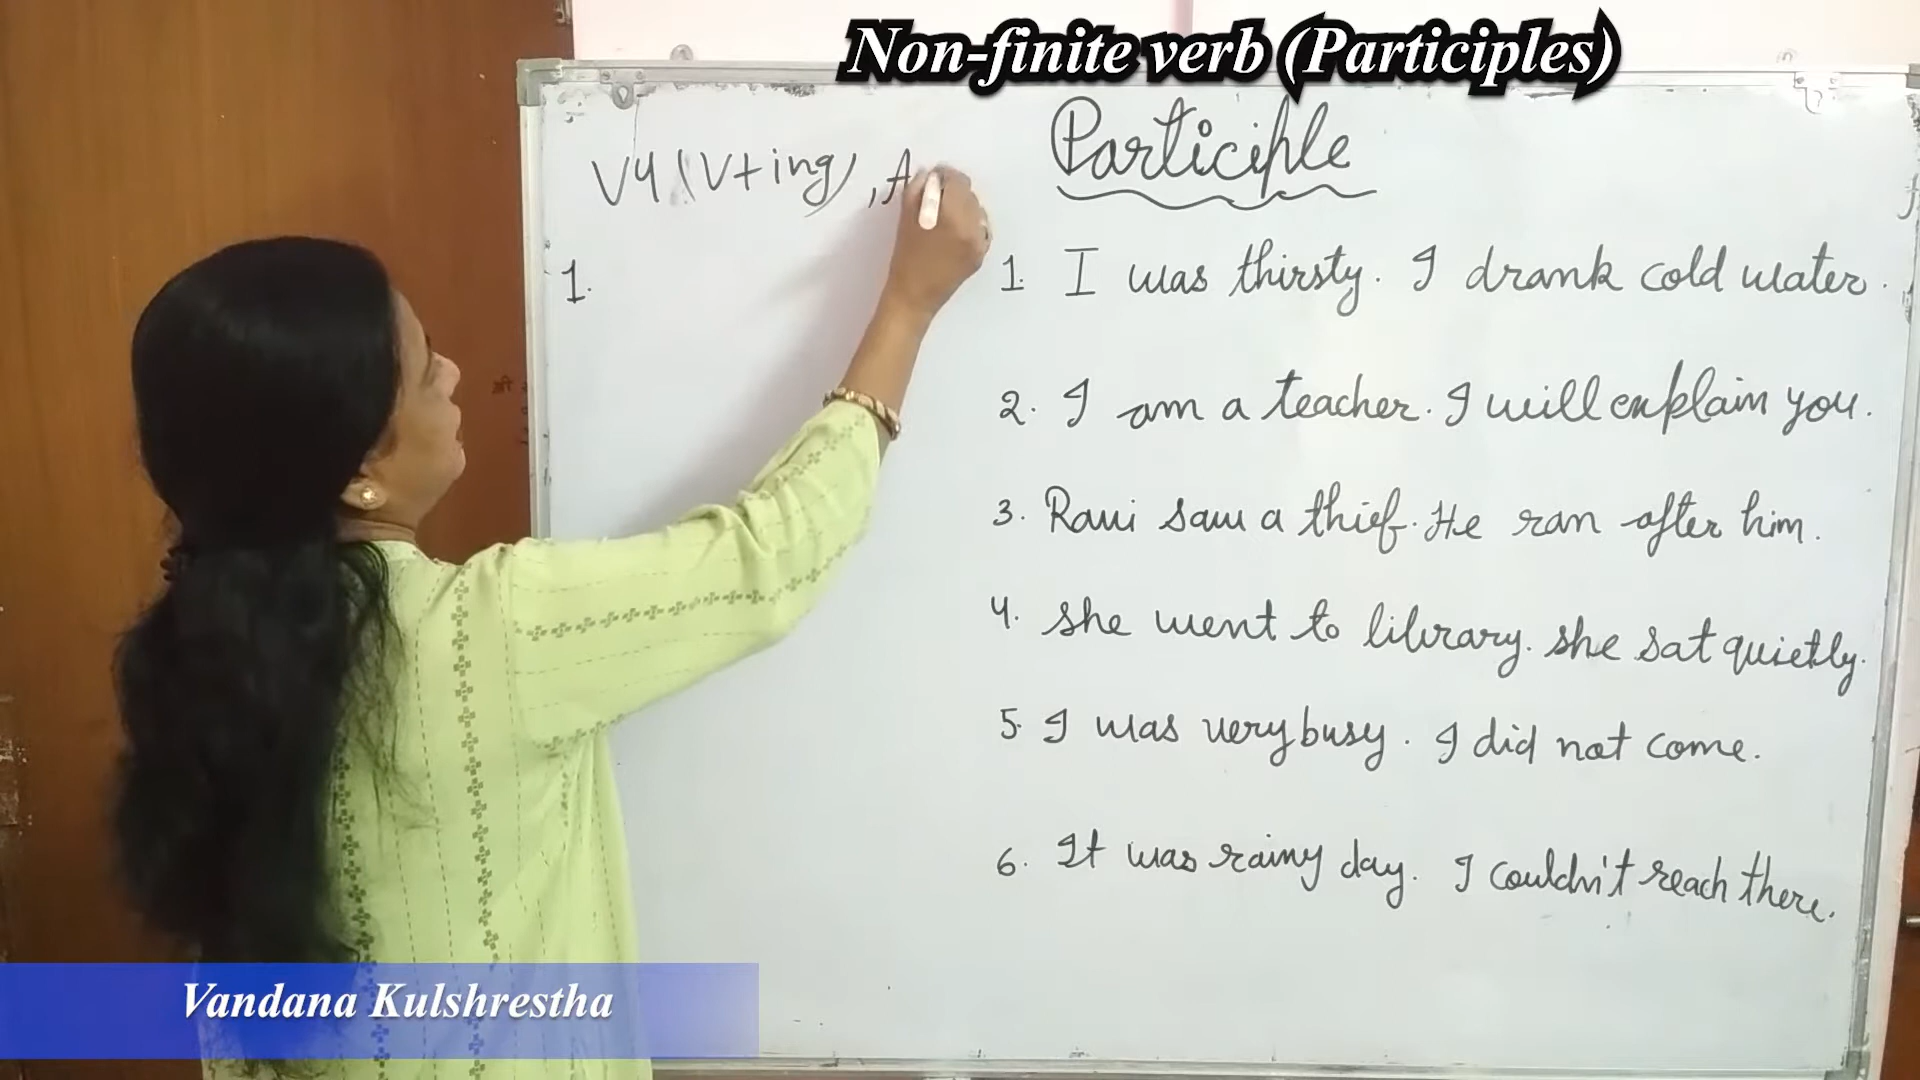 Non-finite verb (Participles)
Participle
V4 (V+ing), A
1.
1. I was thirsty. I drank cold water.
2. I am a teacher. I will explain you.
3. Ravi saw a thief. He ran after him.
4. She went to library. She sat quietly.
5. I was very busy. I did not come.
6. It was rainy day. I couldn't reach there.
Vandana Kulshrestha